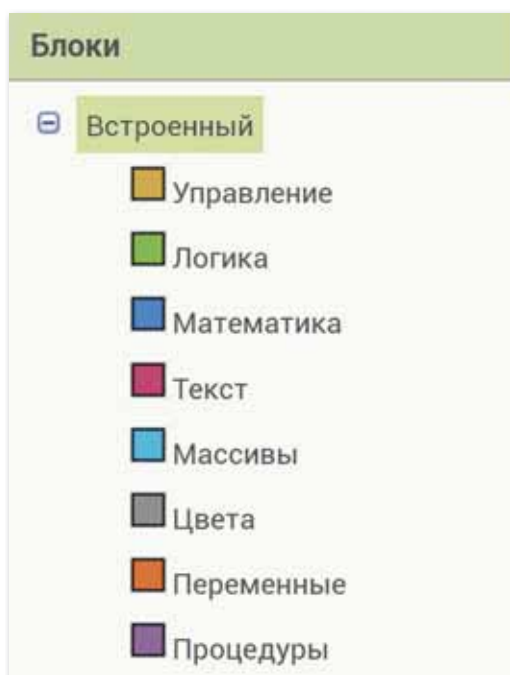 Блоки
Встроенный
Управление
Логика
Математика
Текст
Массивы
Цвета
Переменные
Процедуры